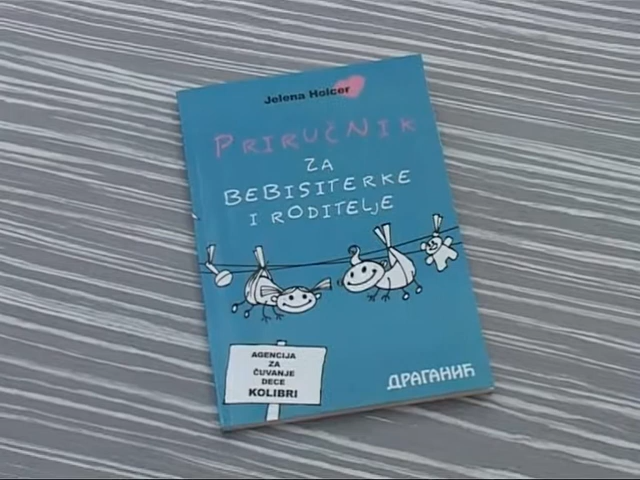 Jelena Holcer
PRIRUČNIK
ZA
BEBISITERKE
I RODITELJE
AGENCIJA
ZA
ČUVANJE
DECE
KOLIBRI
ДРАГАНИЋ